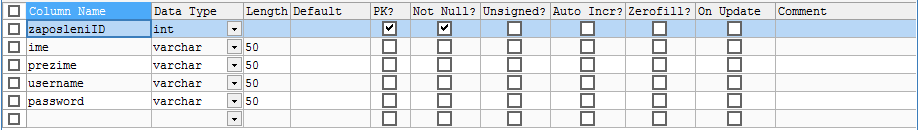 Column Name Data Type Length Default PK? Not Null? Unsigned? Auto Incr? Zerofill? On Update Comment
zaposleniID int
ime varchar 50
prezime varchar 50
username varchar 50
password varchar 50